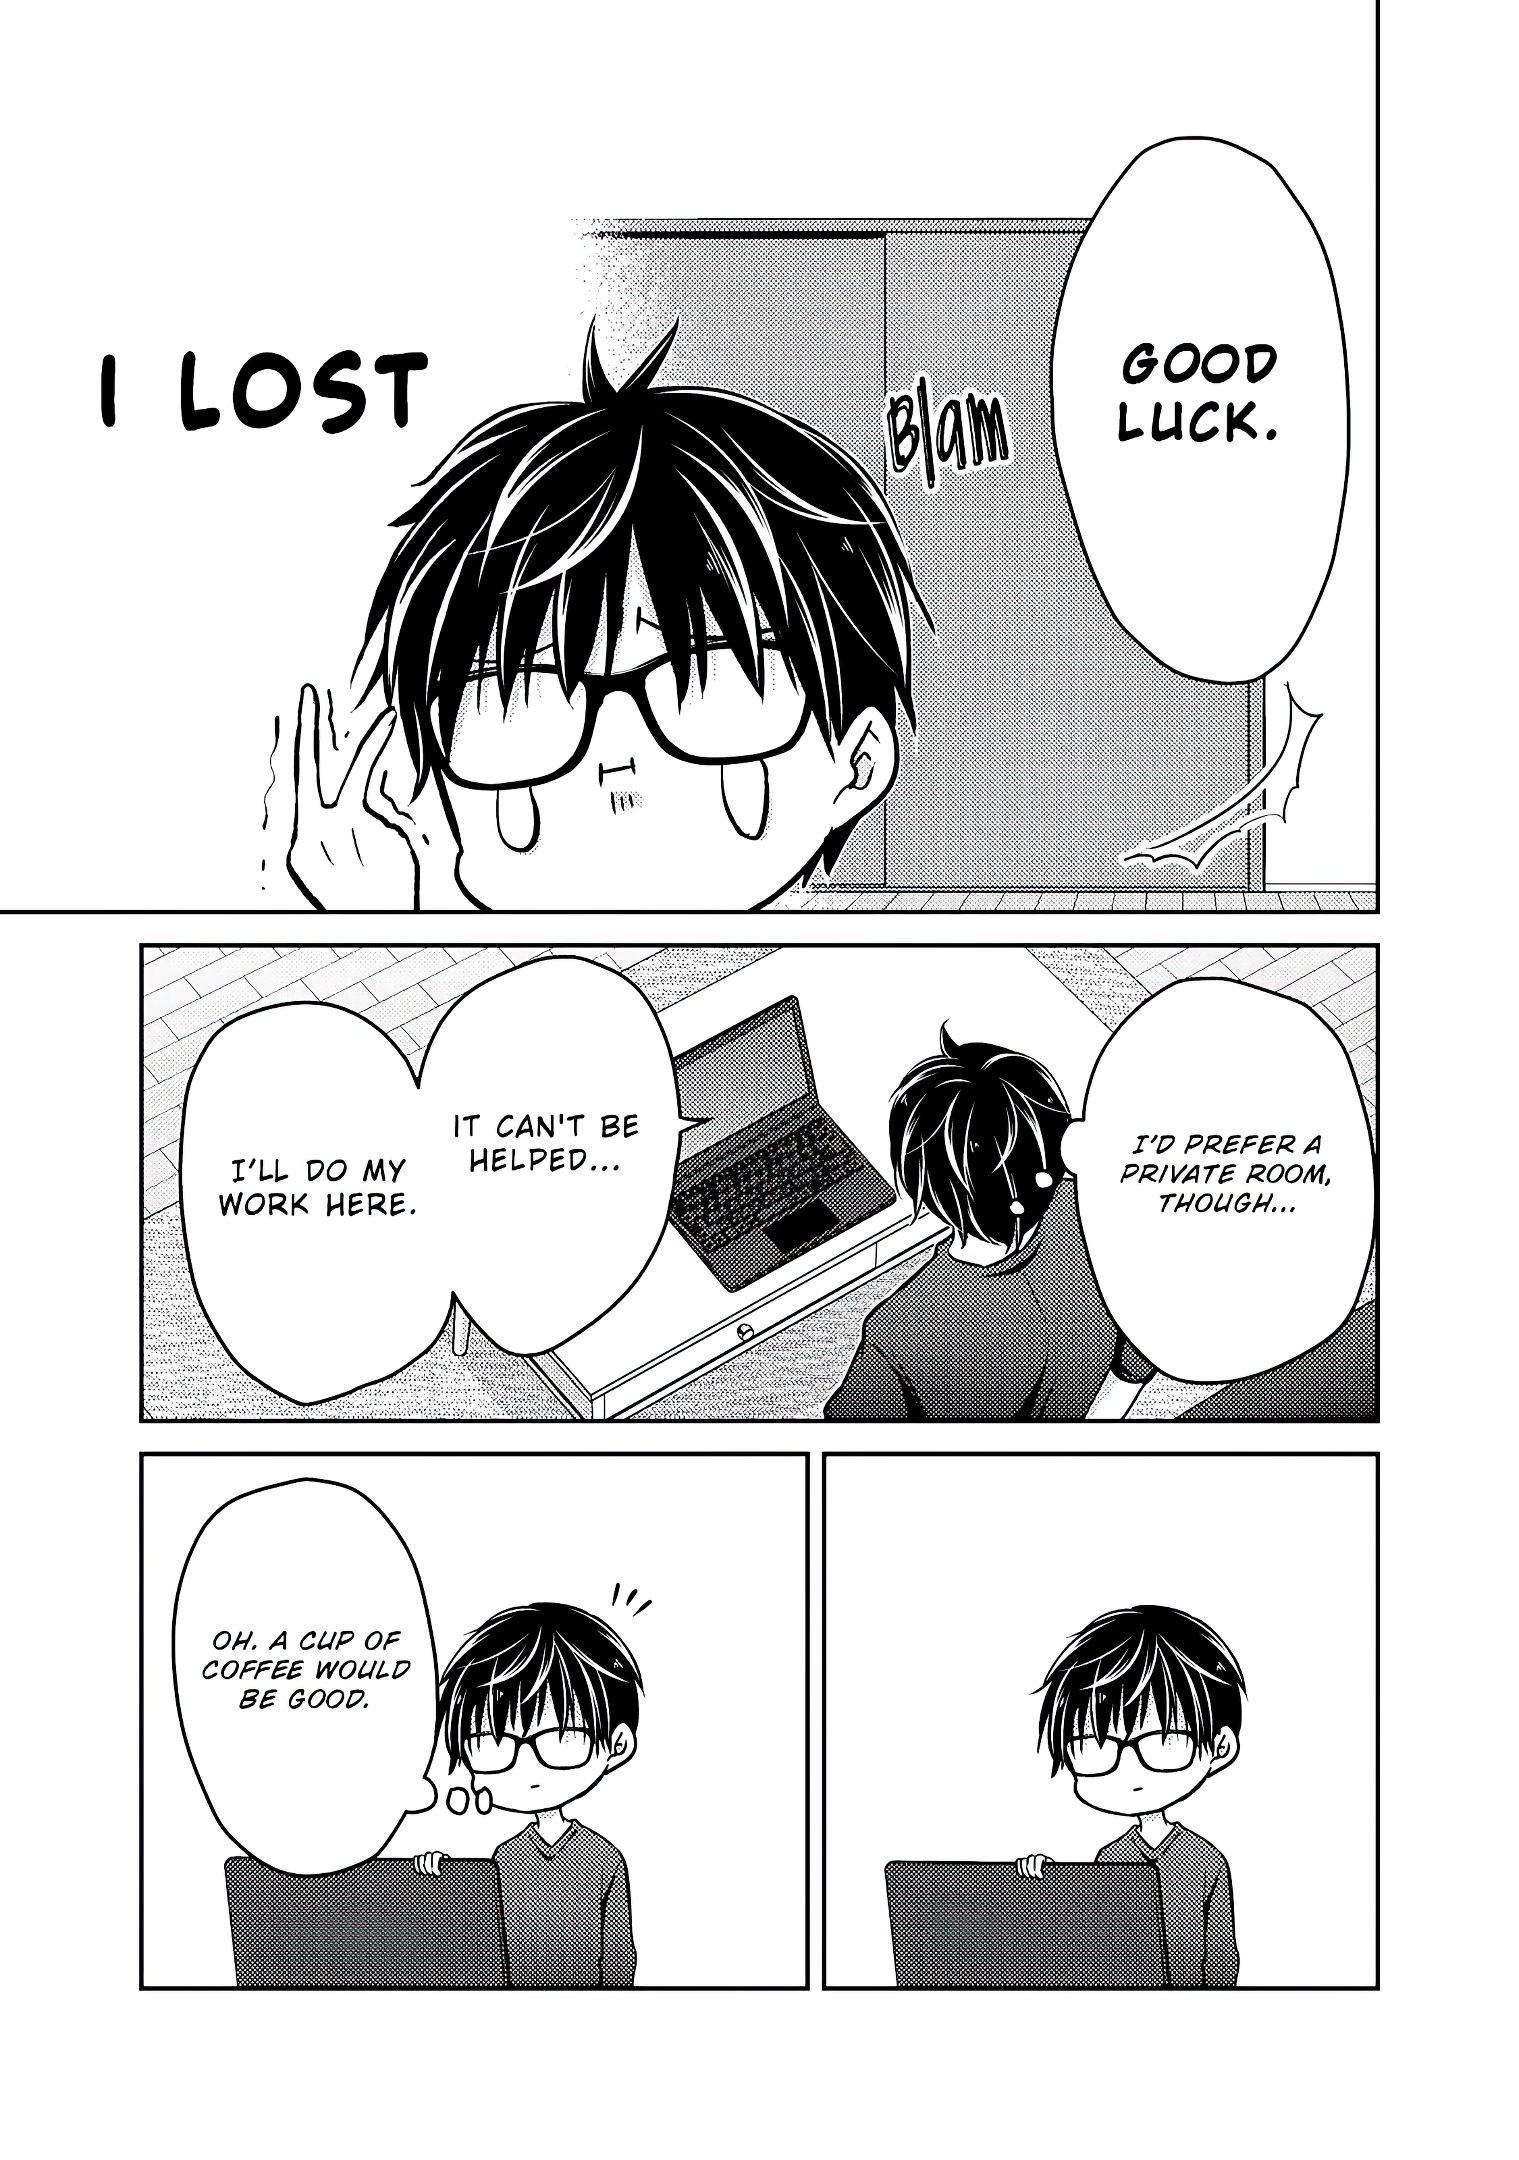 GOOD
LUCK.
Blam
I LOST
I'D PREFER A
PRIVATE ROOM,
THOUGH...
IT CAN'T BE
HELPED...
I'LL DO MY
WORK HERE.
OH. A CUP OF
COFFEE WOULD
BE GOOD.